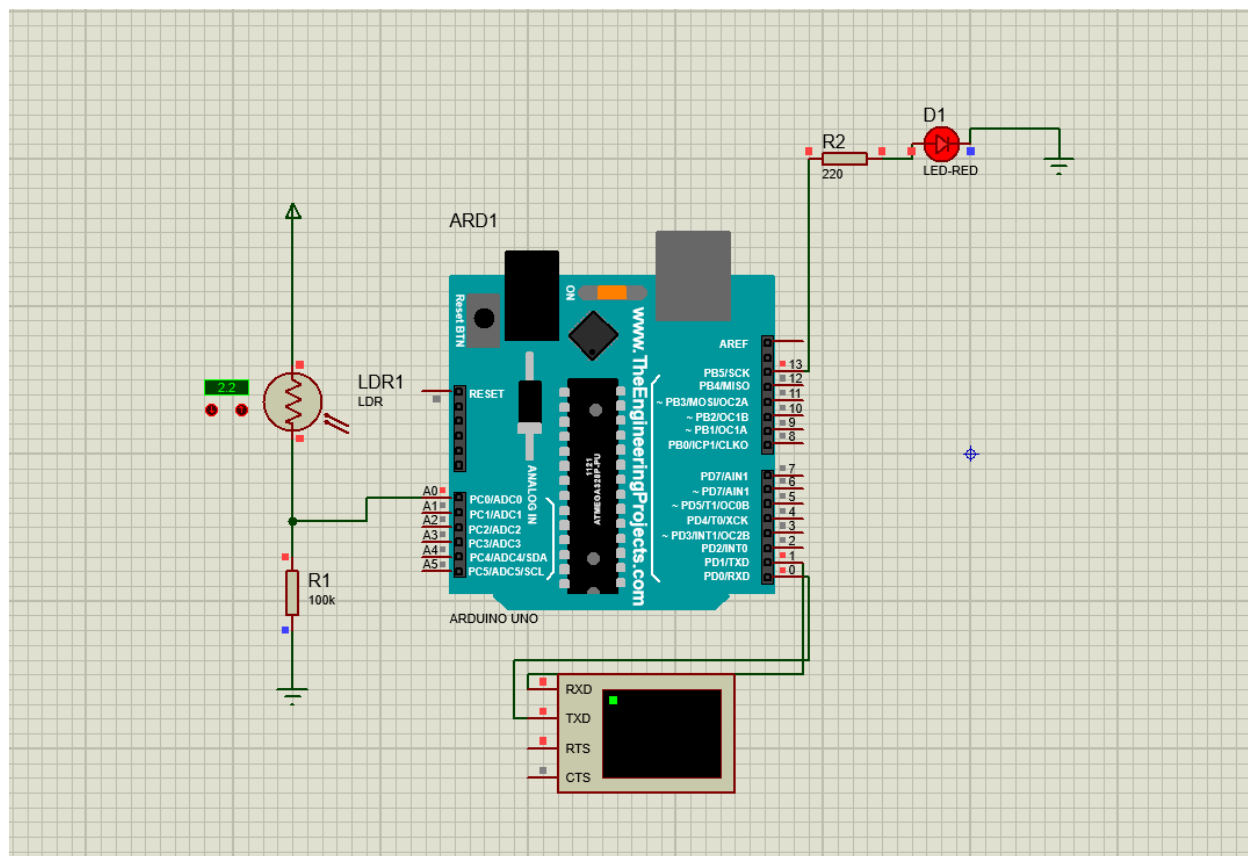 D1
R2
220
LED-RED
ARD1
Reset BTN
ON
www.TheEngineeringProjects.com
AREF
PB5/SCK 13
PB4/MISO 12
~ PB3/MOSI/OC2A 11
~ PB2/OC1B 10
~ PB1/OC1A 9
PB0/ICP1/CLKO 8
2.2
LDR1
LDR
RESET
1121
ATMEGA328P-PU
ANALOG IN
PD7/AIN1 7
~ PD7/AIN1 6
~ PD5/T1/OC0B 5
PD4/T0/XCK 4
~ PD3/INT1/OC2B 3
PD2/INT0 2
PD1/TXD 1
PD0/RXD 0
A0 PC0/ADC0
A1 PC1/ADC1
A2 PC2/ADC2
A3 PC3/ADC3
A4 PC4/ADC4/SDA
A5 PC5/ADC5/SCL
R1
100k
ARDUINO UNO
RXD
TXD
RTS
CTS